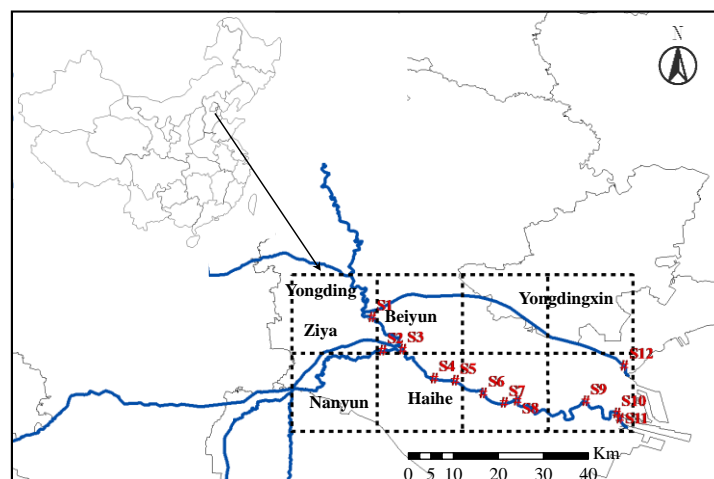 N
Yongding
S1
Beiyun
Yongdingxin
Ziya
S2
S3
S12
S4
S5
S6
S7
S8
S9
S10
S11
Nanyun
Haihe
Km
0 5 10 20 30 40